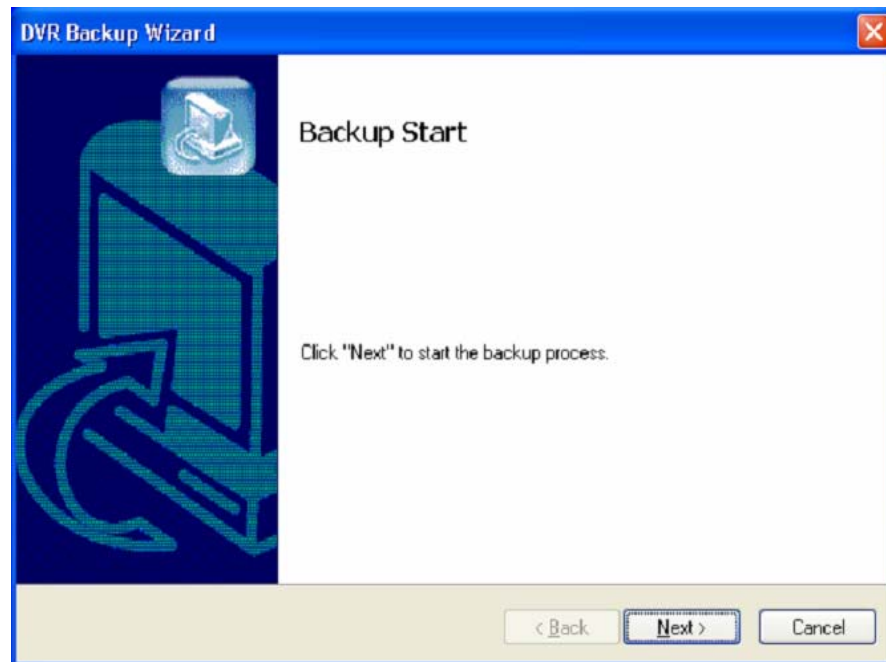 DVR Backup Wizard
Backup Start
Click "Next" to start the backup process.
< Back
Next >
Cancel